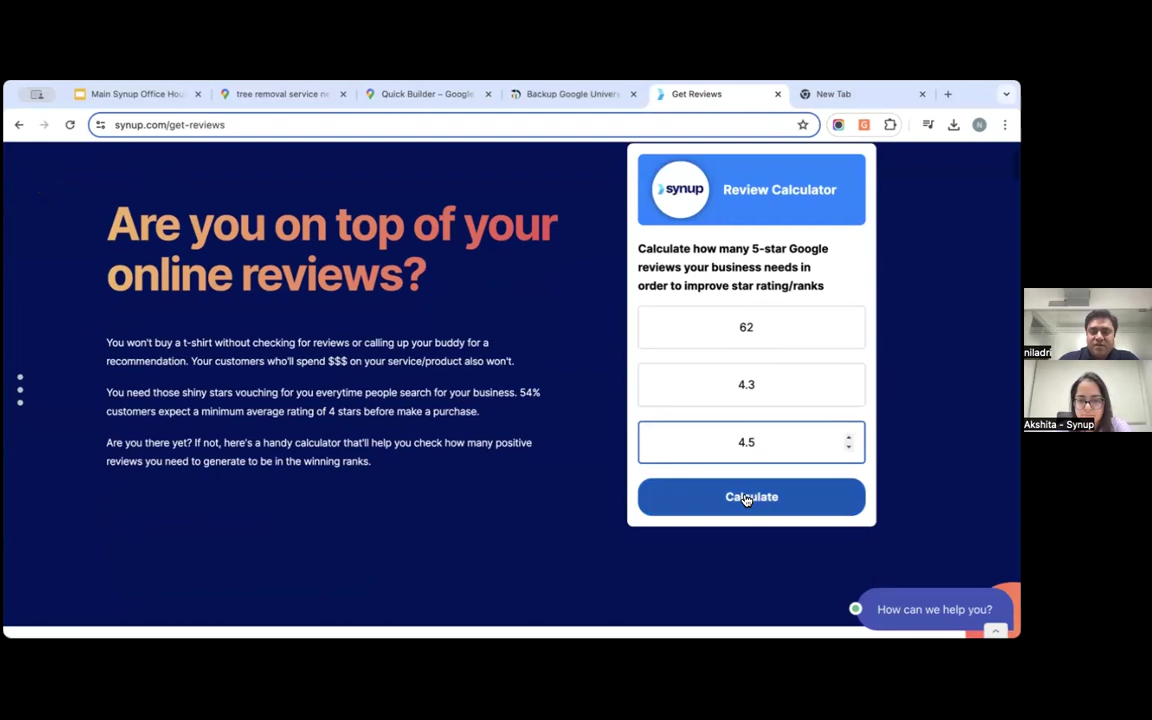 Main Synup Office Hou
tree removal service ne
Quick Builder – Google
Backup Google Univers
Get Reviews
New Tab
synup.com/get-reviews
G
N
Are you on top of your
online reviews?
You won't buy a t-shirt without checking for reviews or calling up your buddy for a
recommendation. Your customers who'll spend $$$ on your service/product also won't.
You need those shiny stars vouching for you everytime people search for your business. 54%
customers expect a minimum average rating of 4 stars before make a purchase.
Are you there yet? If not, here's a handy calculator that'll help you check how many positive
reviews you need to generate to be in the winning ranks.
synup
Review Calculator
Calculate how many 5-star Google
reviews your business needs in
order to improve star rating/ranks
62
4.3
4.5
Calculate
How can we help you?
niladri
Akshita - Synup